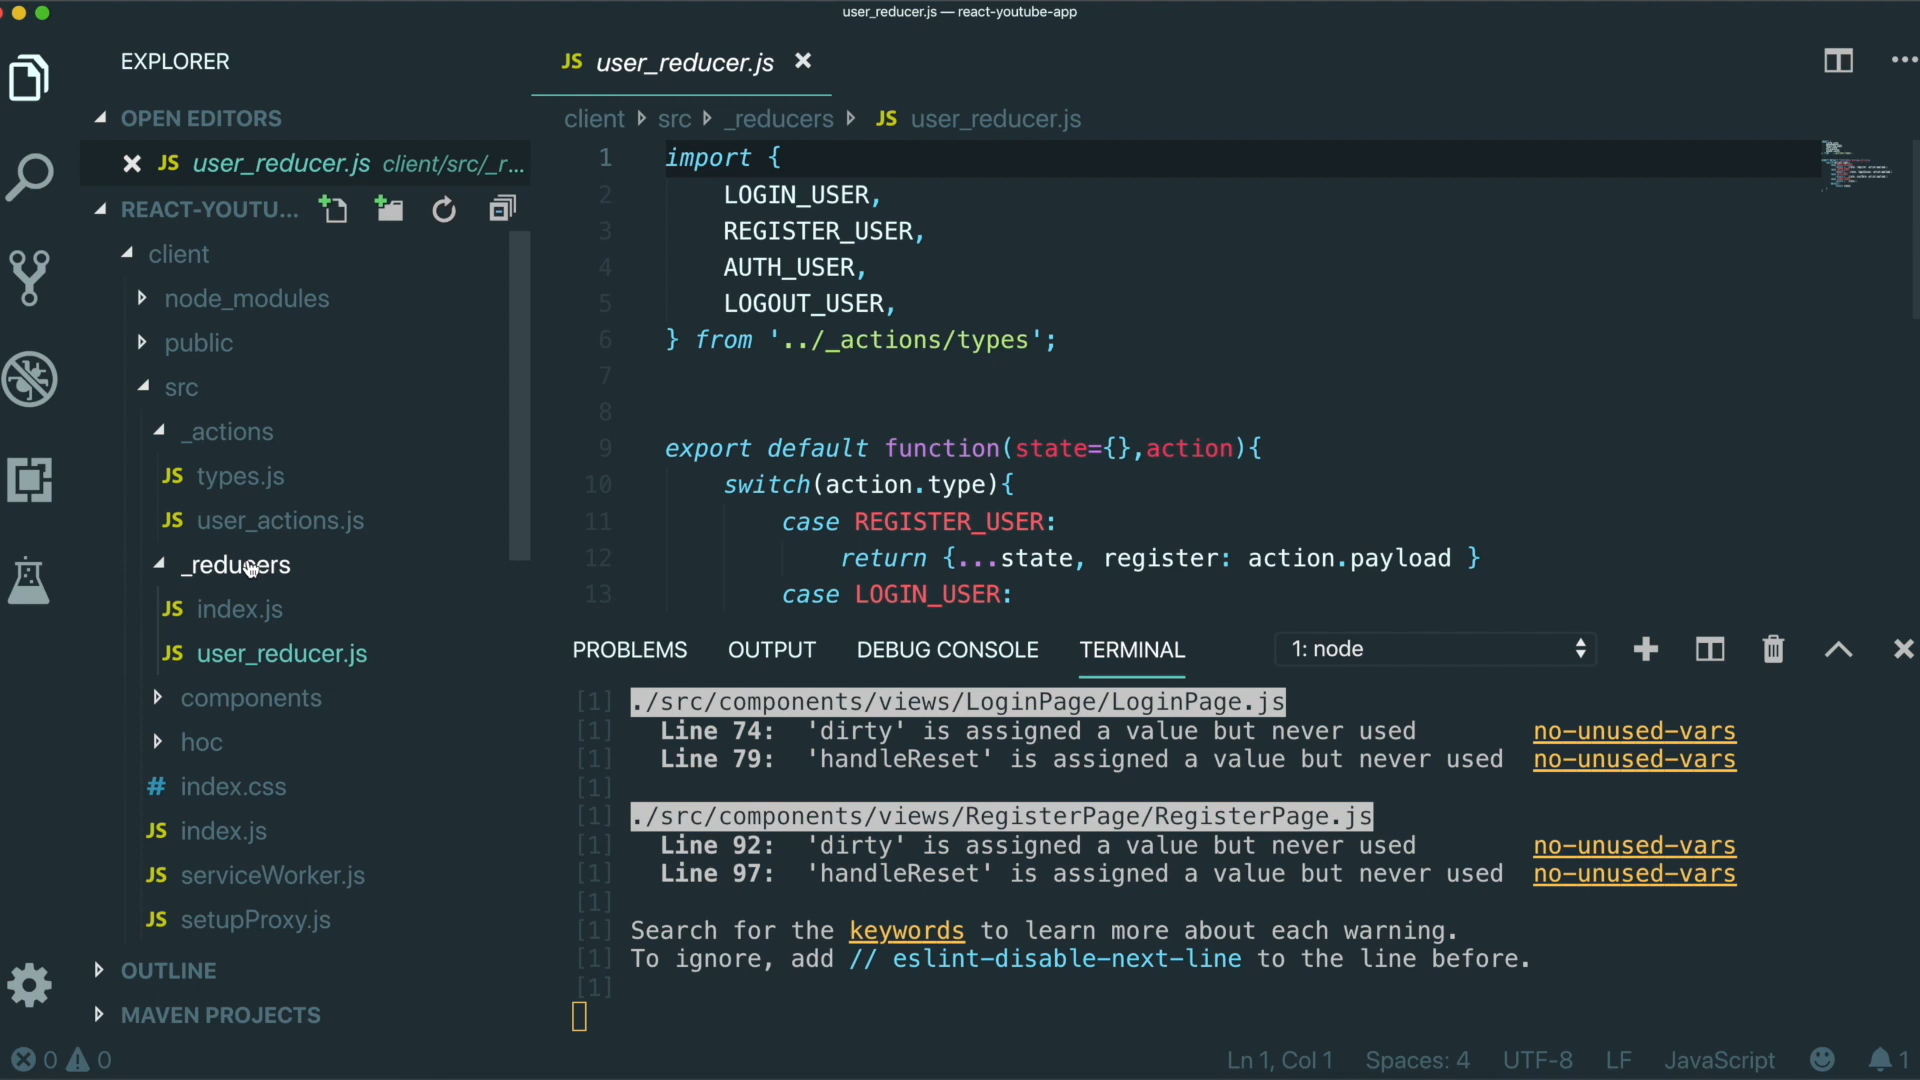 user_reducer.js — react-youtube-app
EXPLORER
OPEN EDITORS
JS user_reducer.js client/src/_r...
REACT-YOUTU...
client
node_modules
public
src
_actions
JS types.js
JS user_actions.js
_reducers
JS index.js
JS user_reducer.js
components
hoc
# index.css
JS index.js
JS serviceWorker.js
JS setupProxy.js
OUTLINE
MAVEN PROJECTS
JS user_reducer.js
client src _reducers JS user_reducer.js
1 import {
2 LOGIN_USER,
3 REGISTER_USER,
4 AUTH_USER,
5 LOGOUT_USER,
6 } from '../_actions/types';
7
8
9 export default function(state={},action){
10 switch(action.type){
11 case REGISTER_USER:
12 return {...state, register: action.payload }
13 case LOGIN_USER:
PROBLEMS OUTPUT DEBUG CONSOLE TERMINAL 1: node
[1] ./src/components/views/LoginPage/LoginPage.js
[1] Line 74: 'dirty' is assigned a value but never used no-unused-vars
[1] Line 79: 'handleReset' is assigned a value but never used no-unused-vars
[1]
[1] ./src/components/views/RegisterPage/RegisterPage.js
[1] Line 92: 'dirty' is assigned a value but never used no-unused-vars
[1] Line 97: 'handleReset' is assigned a value but never used no-unused-vars
[1]
[1] Search for the keywords to learn more about each warning.
[1] To ignore, add // eslint-disable-next-line to the line before.
[1]
0 0 Ln 1, Col 1 Spaces: 4 UTF-8 LF JavaScript 1